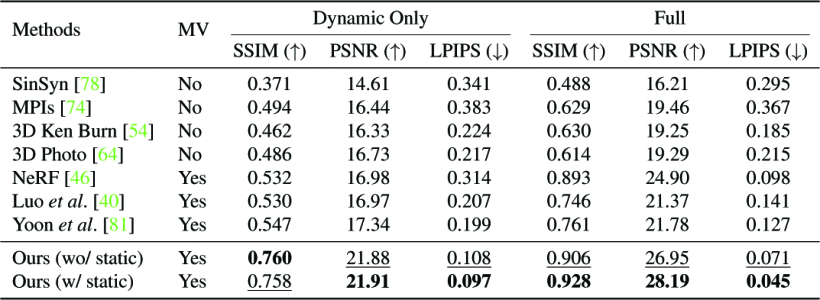 Methods MV Dynamic Only Full
SSIM (↑) PSNR (↑) LPIPS (↓) SSIM (↑) PSNR (↑) LPIPS (↓)
SinSyn [78] No 0.371 14.61 0.341 0.488 16.21 0.295
MPIs [74] No 0.494 16.44 0.383 0.629 19.46 0.367
3D Ken Burn [54] No 0.462 16.33 0.224 0.630 19.25 0.185
3D Photo [64] No 0.486 16.73 0.217 0.614 19.29 0.215
NeRF [46] Yes 0.532 16.98 0.314 0.893 24.90 0.098
Luo et al. [40] Yes 0.530 16.97 0.207 0.746 21.37 0.141
Yoon et al. [81] Yes 0.547 17.34 0.199 0.761 21.78 0.127
Ours (wo/ static) Yes 0.760 21.88 0.108 0.906 26.95 0.071
Ours (w/ static) Yes 0.758 21.91 0.097 0.928 28.19 0.045